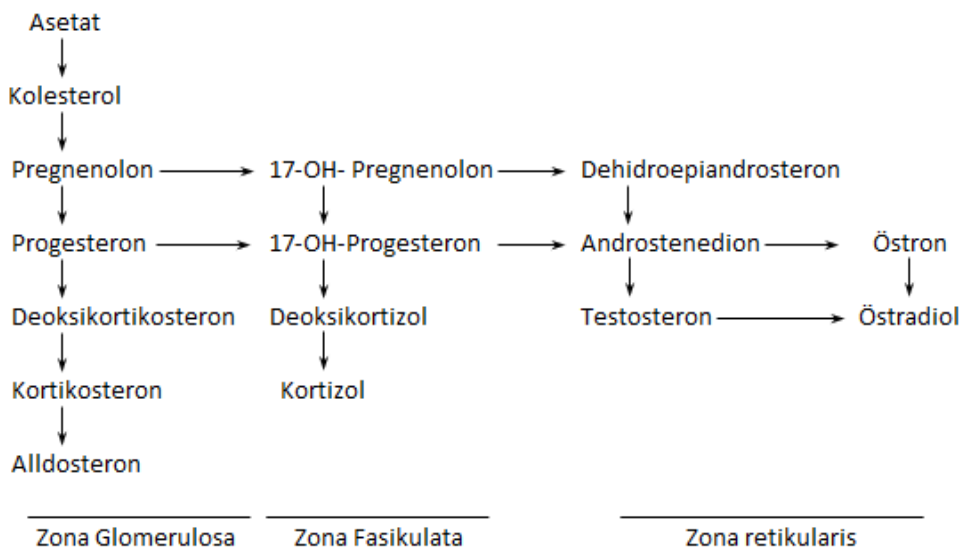 Asetat
Kolesterol
Pregnenolon 17-OH- Pregnenolon Dehidroepiandrosteron
Progesteron 17-OH-Progesteron Androstenedion Östron
Deoksikortikosteron Deoksikortizol Testosteron Östradiol
Kortikosteron Kortizol
Alldosteron
Zona Glomerulosa Zona Fasikulata Zona retikularis